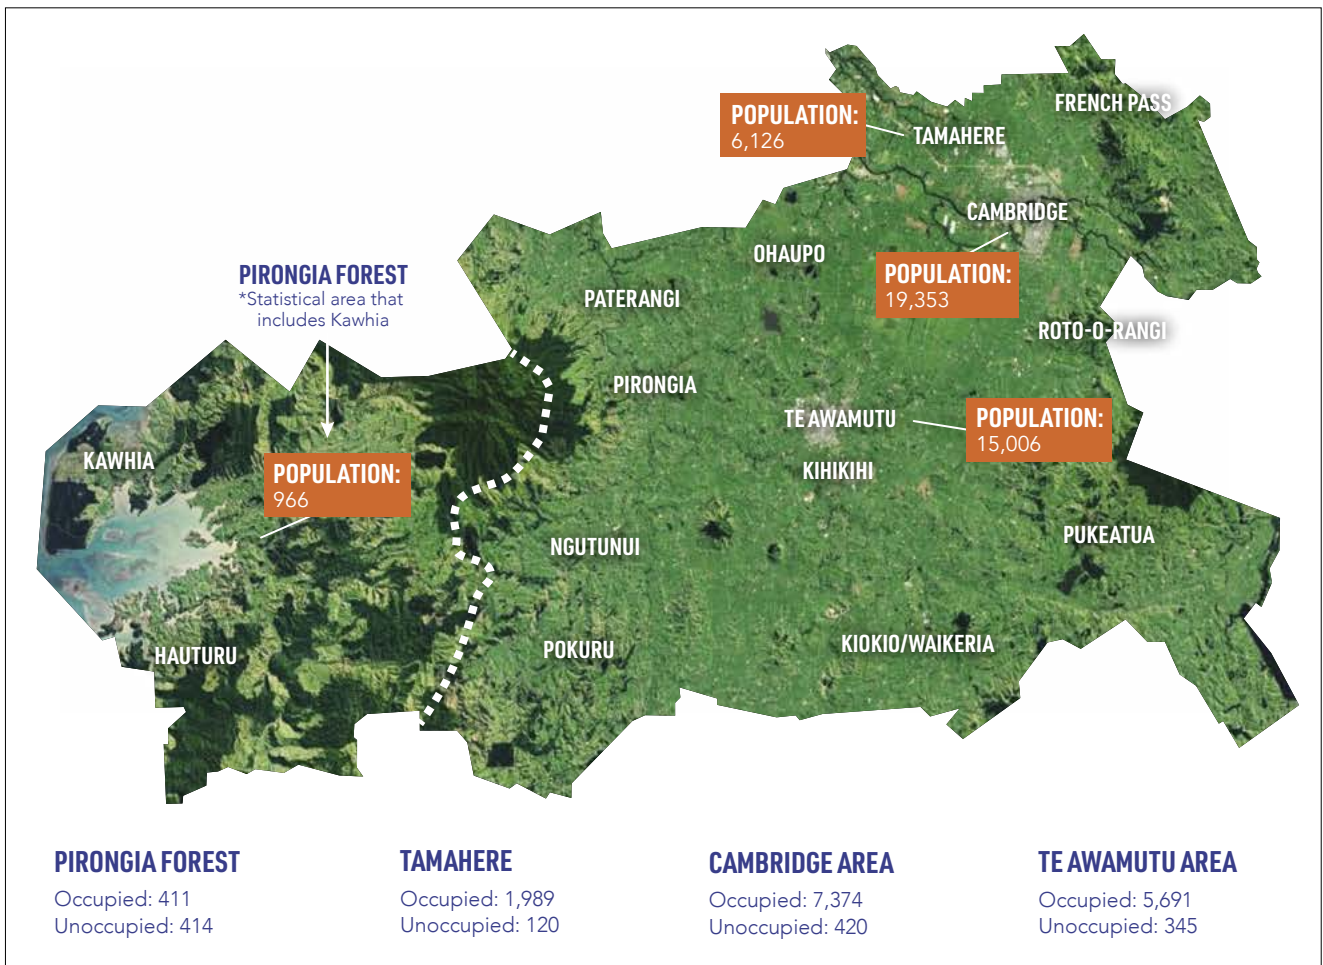 FRENCH PASS
POPULATION:
6,126
TAMAHERE
CAMBRIDGE
OHAUPO
POPULATION:
19,353
PIRONGIA FOREST
*Statistical area that
includes Kawhia
PATERANGI
ROTO-O-RANGI
PIRONGIA
TE AWAMUTU
POPULATION:
15,006
KAWHIA
POPULATION:
966
KIHIKIHI
PUKEATUA
NGUTUNUI
HAUTURU
POKURU
KIOKIO/WAIKERIA
PIRONGIA FOREST
Occupied: 411
Unoccupied: 414
TAMAHERE
Occupied: 1,989
Unoccupied: 120
CAMBRIDGE AREA
Occupied: 7,374
Unoccupied: 420
TE AWAMUTU AREA
Occupied: 5,691
Unoccupied: 345